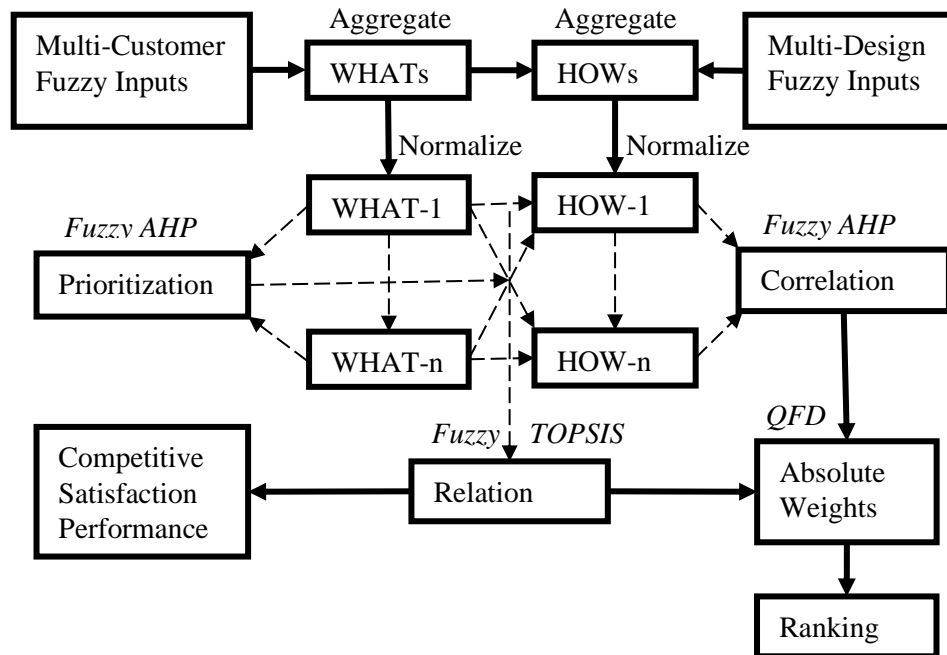 Aggregate
Aggregate
Multi-Customer
Fuzzy Inputs
WHATs
HOWs
Multi-Design
Fuzzy Inputs
Normalize
Normalize
WHAT-1
HOW-1
Fuzzy AHP
Fuzzy AHP
Prioritization
Correlation
WHAT-n
HOW-n
Fuzzy TOPSIS
QFD
Competitive
Satisfaction
Performance
Relation
Absolute
Weights
Ranking